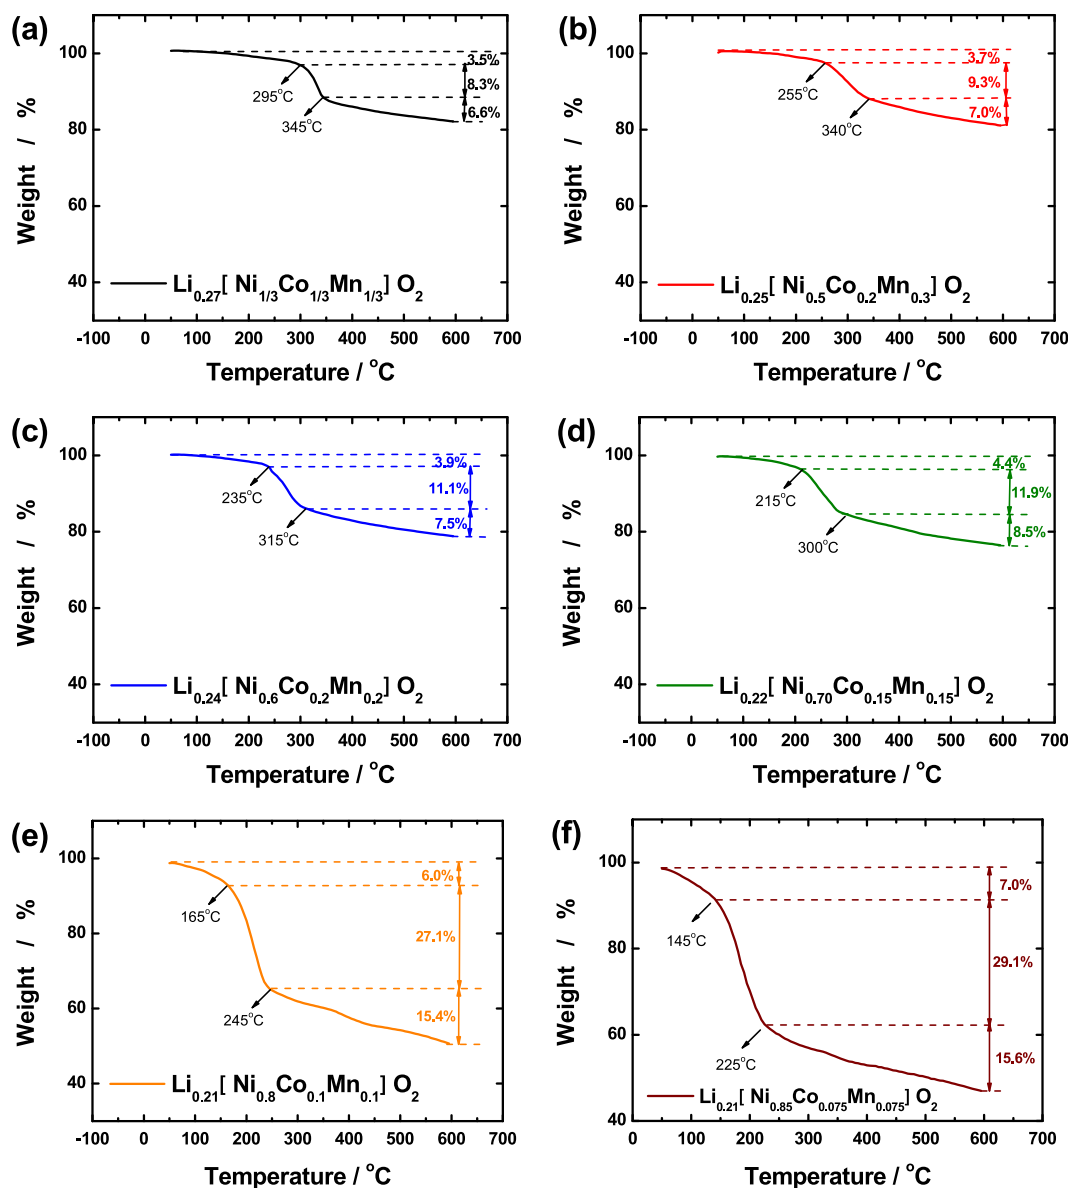 (a)
Weight / %
100
80
60
40
3.5%
8.3%
6.6%
295°C
345°C
Li0.27[ Ni1/3Co1/3Mn1/3] O2
-100 0 100 200 300 400 500 600 700
Temperature / °C
(b)
Weight / %
100
80
60
40
3.7%
9.3%
7.0%
255°C
340°C
Li0.25[ Ni0.5Co0.2Mn0.3] O2
-100 0 100 200 300 400 500 600 700
Temperature / °C
(c)
Weight / %
100
80
60
40
3.9%
11.1%
7.5%
235°C
315°C
Li0.24[ Ni0.6Co0.2Mn0.2] O2
-100 0 100 200 300 400 500 600 700
Temperature / °C
(d)
Weight / %
100
80
60
40
4.4%
11.9%
8.5%
215°C
300°C
Li0.22[ Ni0.70Co0.15Mn0.15] O2
-100 0 100 200 300 400 500 600 700
Temperature / °C
(e)
Weight / %
100
80
60
40
6.0%
27.1%
15.4%
165°C
245°C
Li0.21[ Ni0.8Co0.1Mn0.1] O2
-100 0 100 200 300 400 500 600 700
Temperature / °C
(f)
Weight / %
100
80
60
40
7.0%
29.1%
15.6%
145°C
225°C
Li0.21[ Ni0.85Co0.075Mn0.075] O2
0 100 200 300 400 500 600 700
Temperature / °C